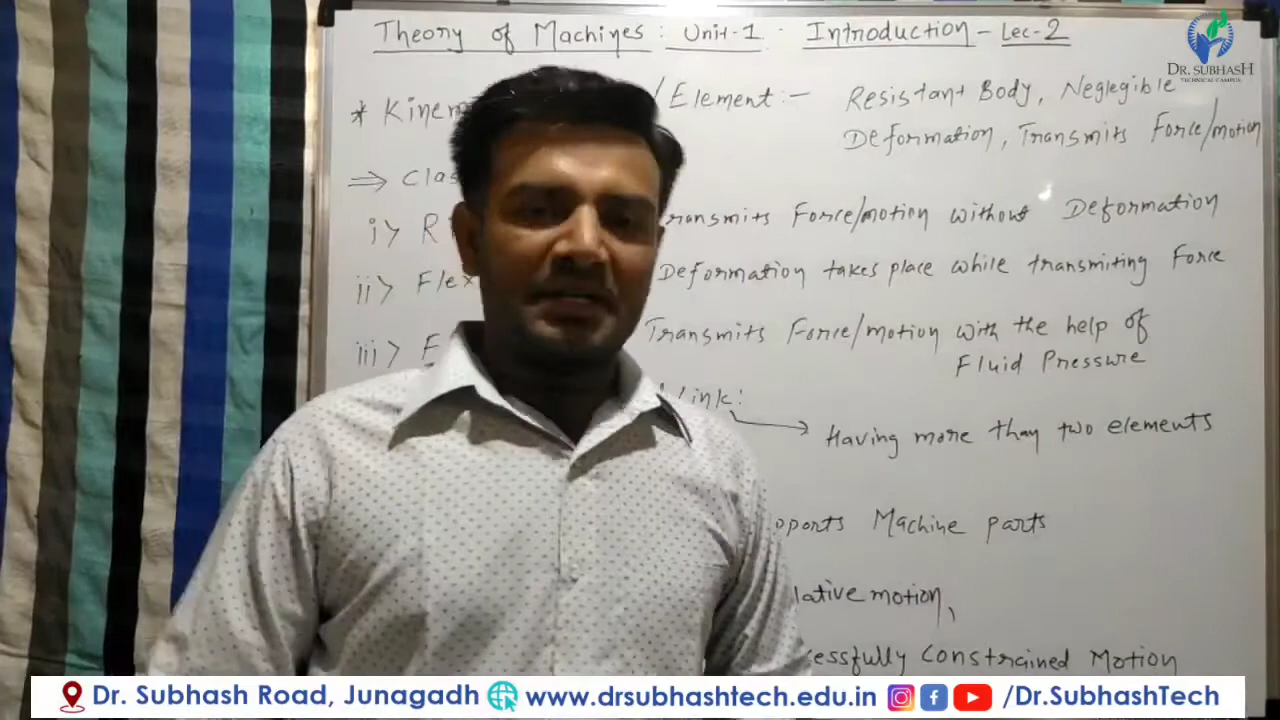 Theory of Machines : Unit-1 · Introduction - Lec-2
DR. SUBHASH
TECHNICAL CAMPUS
* Kinem /Element :- Resistant Body, Neglegible
Deformation, Transmits Force/motion
⇒ Clas
i> R ransmits Force/motion without Deformation
ii> Flex Deformation takes place while transmiting Force
iii> E Transmits Force/motion with the help of
Fluid Pressure
Link:
Having more than two elements
pports Machine parts
lative motion,
cessfully Constrained Motion
Dr. Subhash Road, Junagadh www.drsubhashtech.edu.in /Dr.SubhashTech